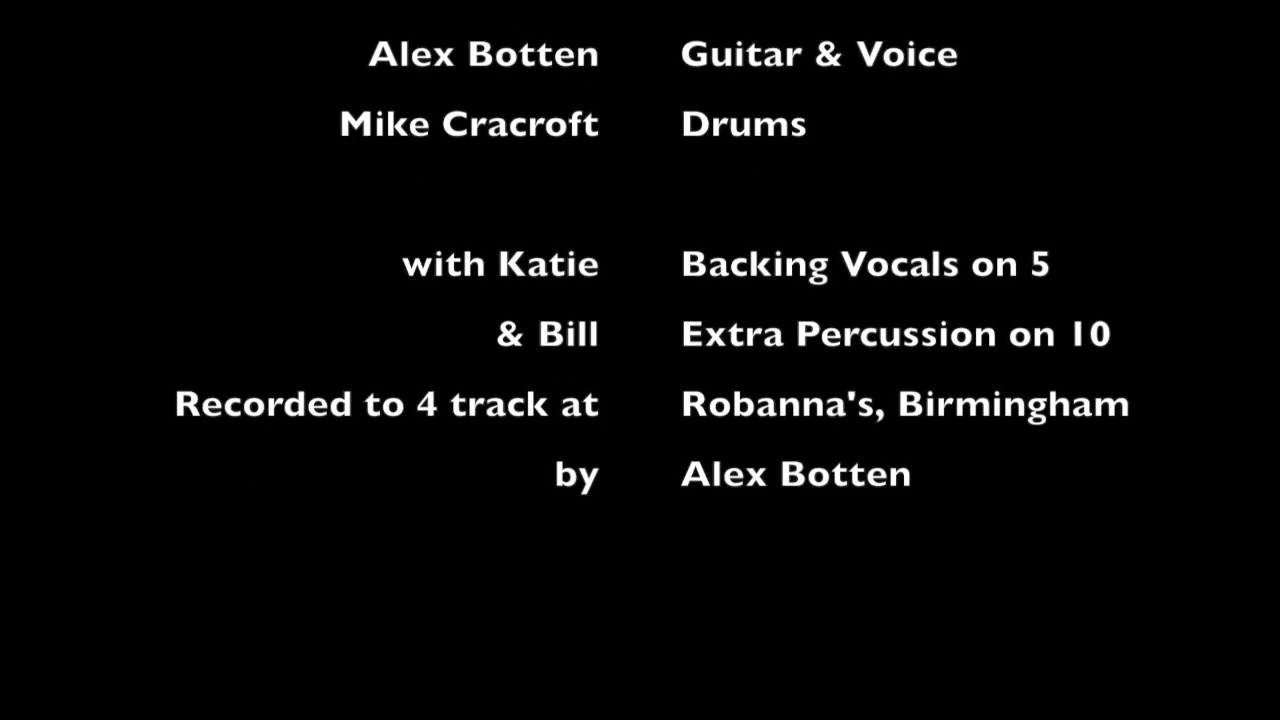 Alex Botten Guitar & Voice
Mike Cracroft Drums
with Katie Backing Vocals on 5
& Bill Extra Percussion on 10
Recorded to 4 track at Robanna's, Birmingham
by Alex Botten